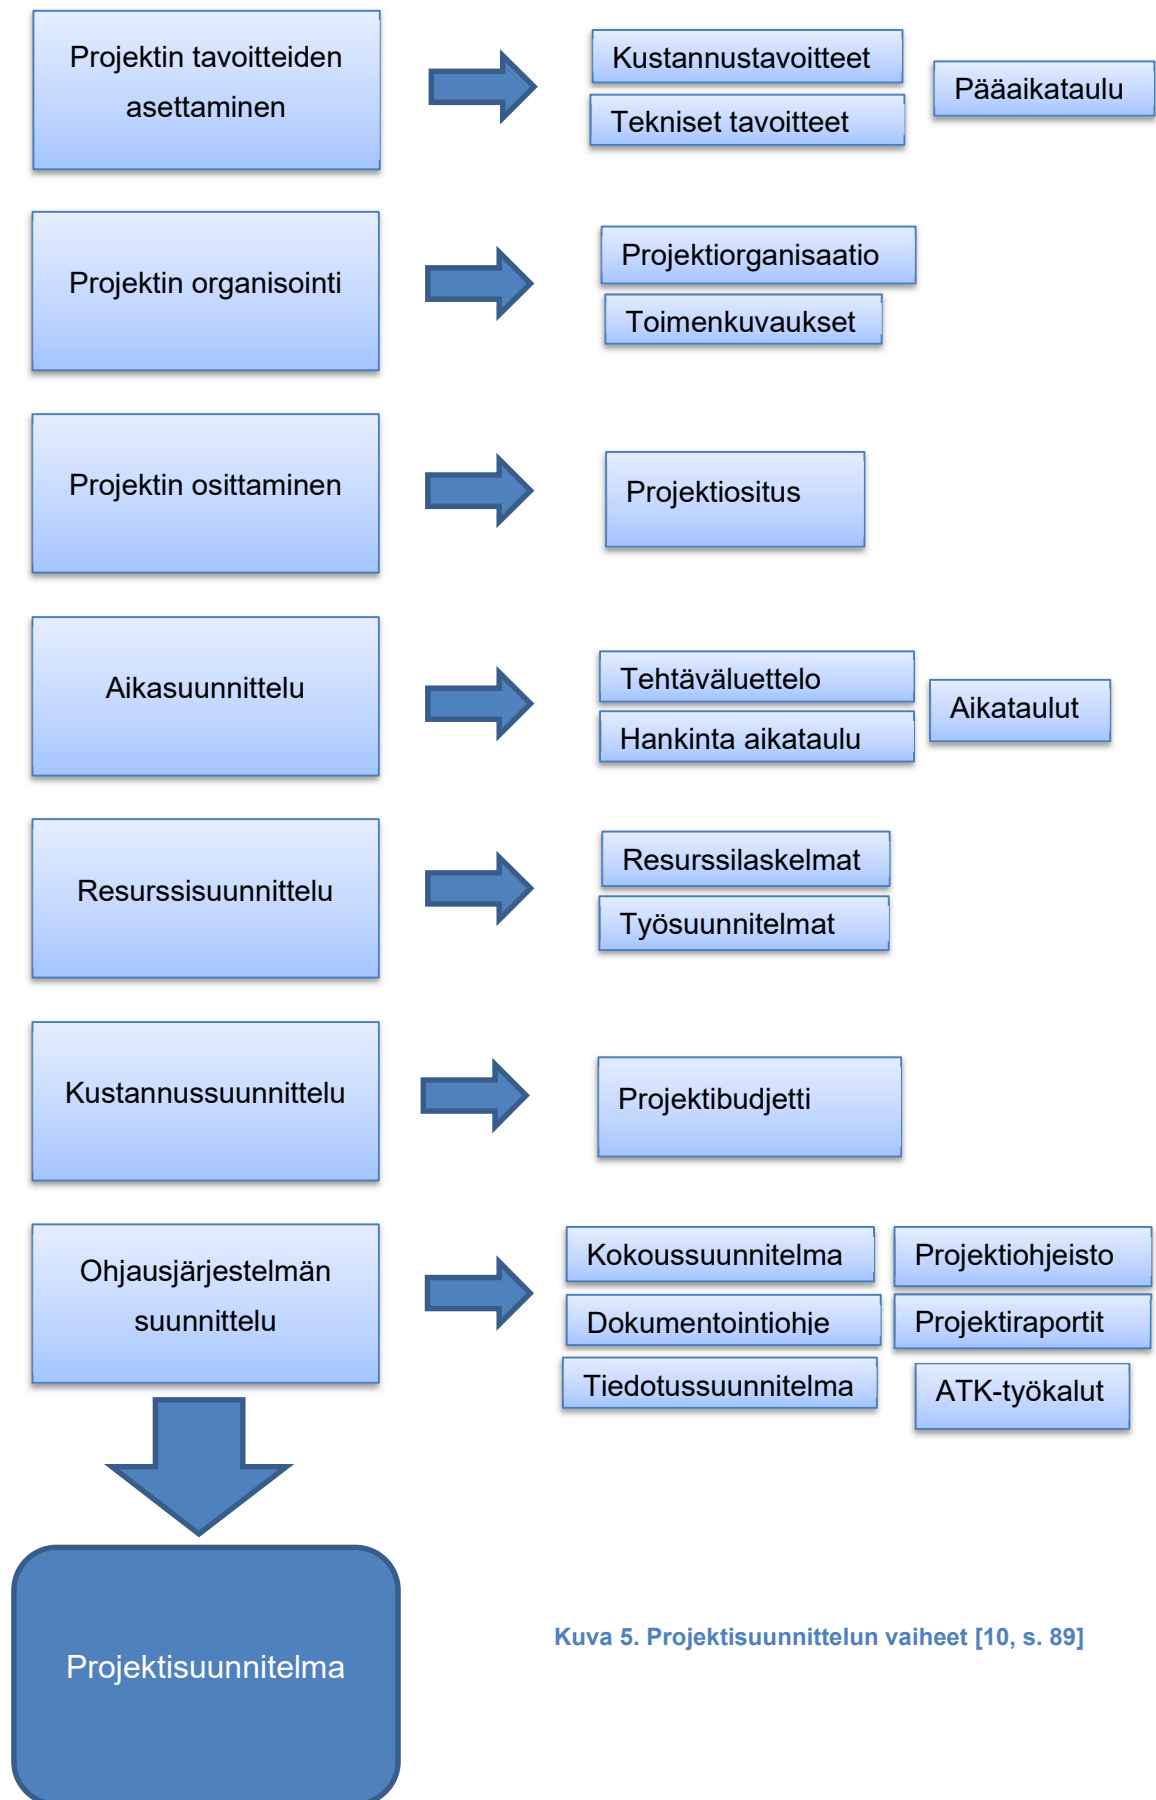 Projektin tavoitteiden
asettaminen
Kustannustavoitteet
Tekniset tavoitteet
Pääaikataulu
Projektin organisointi
Projektiorganisaatio
Toimenkuvaukset
Projektin osittaminen
Projektiositus
Aikasuunnittelu
Tehtäväluettelo
Hankinta aikataulu
Aikataulut
Resurssisuunnittelu
Resurssilaskelmat
Työsuunnitelmat
Kustannussuunnittelu
Projektibudjetti
Ohjausjärjestelmän
suunnittelu
Kokoussuunnitelma
Projektiohjeisto
Dokumentointiohje
Projektiraportit
Tiedotussuunnitelma
ATK-työkalut
Projektisuunnitelma
Kuva 5. Projektisuunnittelun vaiheet [10, s. 89]